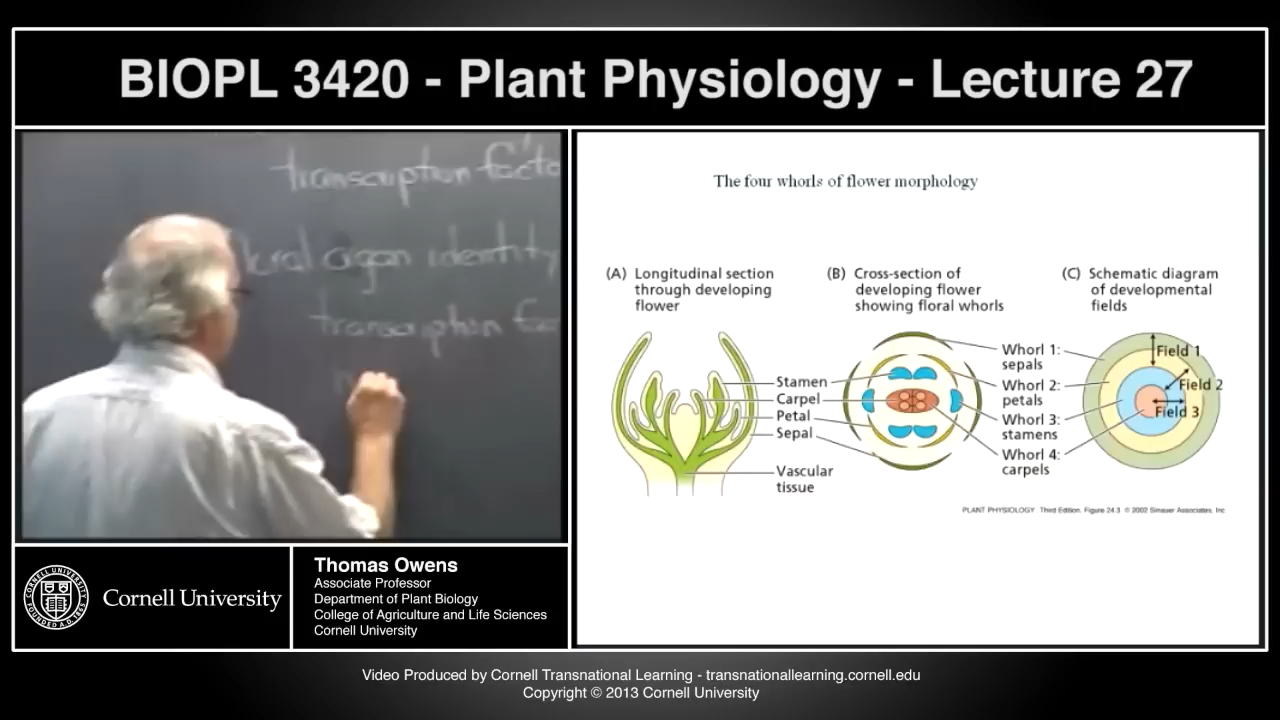 BIOPL 3420 - Plant Physiology - Lecture 27
transcription facto
organ identity
transcription fac
The four whorls of flower morphology
(A) Longitudinal section
through developing
flower
(B) Cross-section of
developing flower
showing floral whorls
(C) Schematic diagram
of developmental
fields
Stamen
Carpel
Petal
Sepal
Vascular
tissue
Whorl 1:
sepals
Whorl 2:
petals
Whorl 3:
stamens
Whorl 4:
carpels
Field 1
Field 2
Field 3
PLANT PHYSIOLOGY Third Edition, Figure 24.3 © 2002 Sinauer Associates, Inc
Cornell University
Thomas Owens
Associate Professor
Department of Plant Biology
College of Agriculture and Life Sciences
Cornell University
Video Produced by Cornell Transnational Learning - transnationallearning.cornell.edu
Copyright © 2013 Cornell University